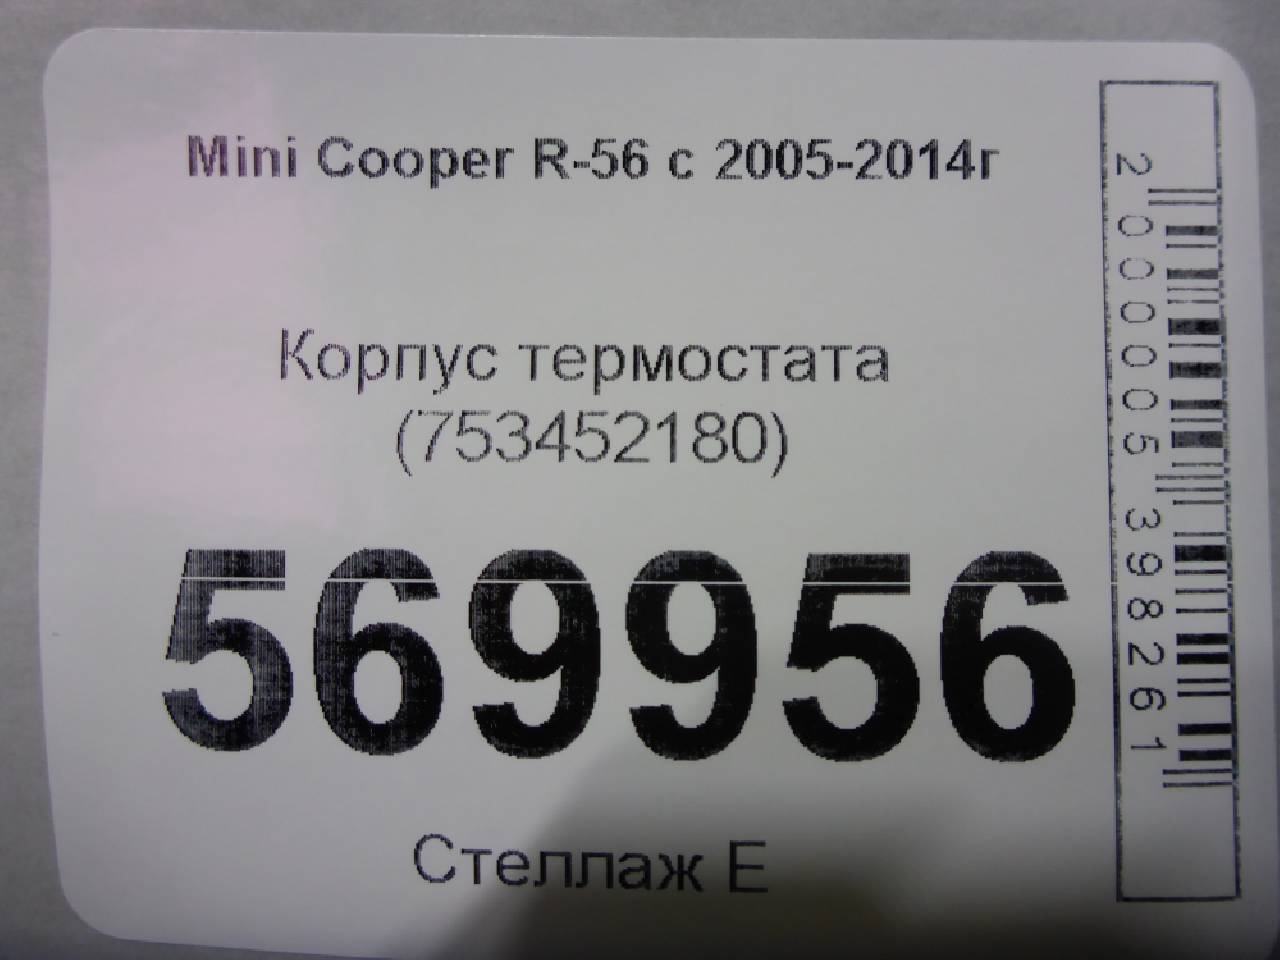 Mini Cooper R-56 с 2005-2014г
Корпус термостата
(753452180)
569956
Стеллаж Е
2000005398261